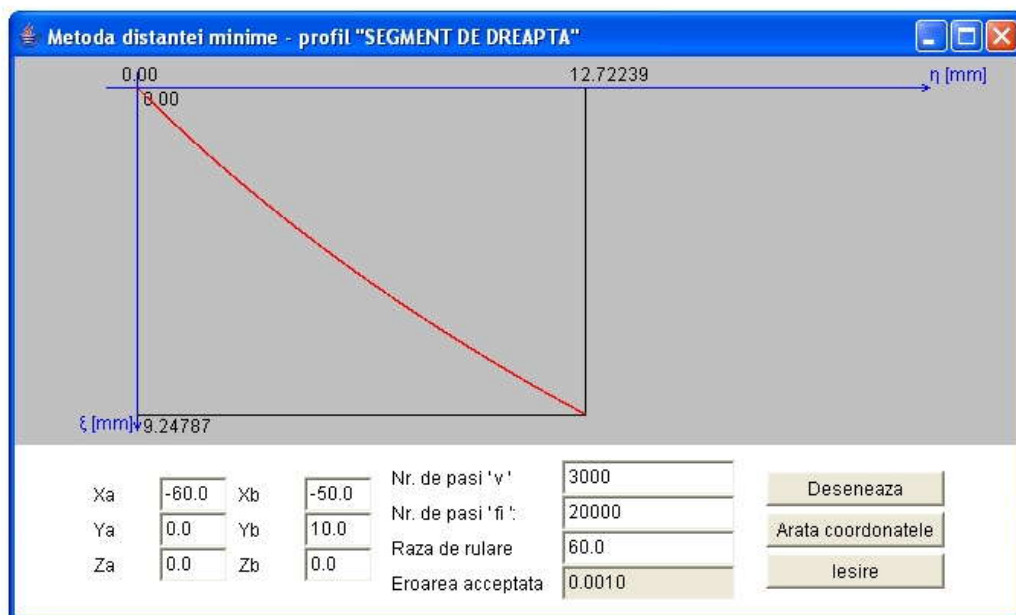 Metoda distantei minime - profil "SEGMENT DE DREAPTA"
0.00 12.72239 η [mm]
0.00
ξ [mm] 9.24787
Xa -60.0 Xb -50.0
Ya 0.0 Yb 10.0
Za 0.0 Zb 0.0
Nr. de pasi 'v' 3000
Nr. de pasi 'fi': 20000
Raza de rulare 60.0
Eroarea acceptata 0.0010
Deseneaza
Arata coordonatele
Iesire